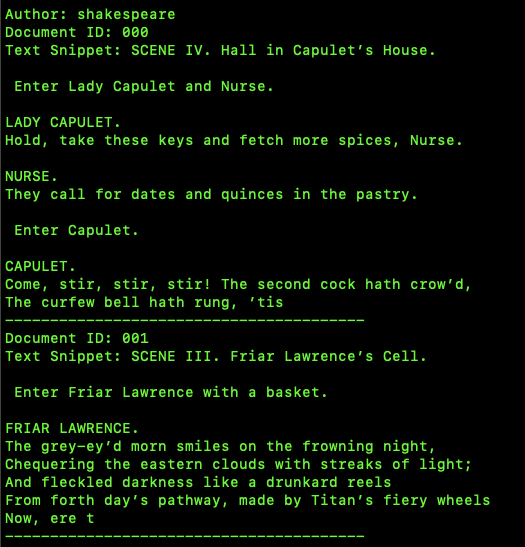 Author: shakespeare
Document ID: 000
Text Snippet: SCENE IV. Hall in Capulet’s House.
Enter Lady Capulet and Nurse.
LADY CAPULET.
Hold, take these keys and fetch more spices, Nurse.
NURSE.
They call for dates and quinces in the pastry.
Enter Capulet.
CAPULET.
Come, stir, stir, stir! The second cock hath crow’d,
The curfew bell hath rung, ’tis
----------------------------------------
Document ID: 001
Text Snippet: SCENE III. Friar Lawrence’s Cell.
Enter Friar Lawrence with a basket.
FRIAR LAWRENCE.
The grey-ey’d morn smiles on the frowning night,
Chequering the eastern clouds with streaks of light;
And fleckled darkness like a drunkard reels
From forth day’s pathway, made by Titan’s fiery wheels
Now, ere t
----------------------------------------